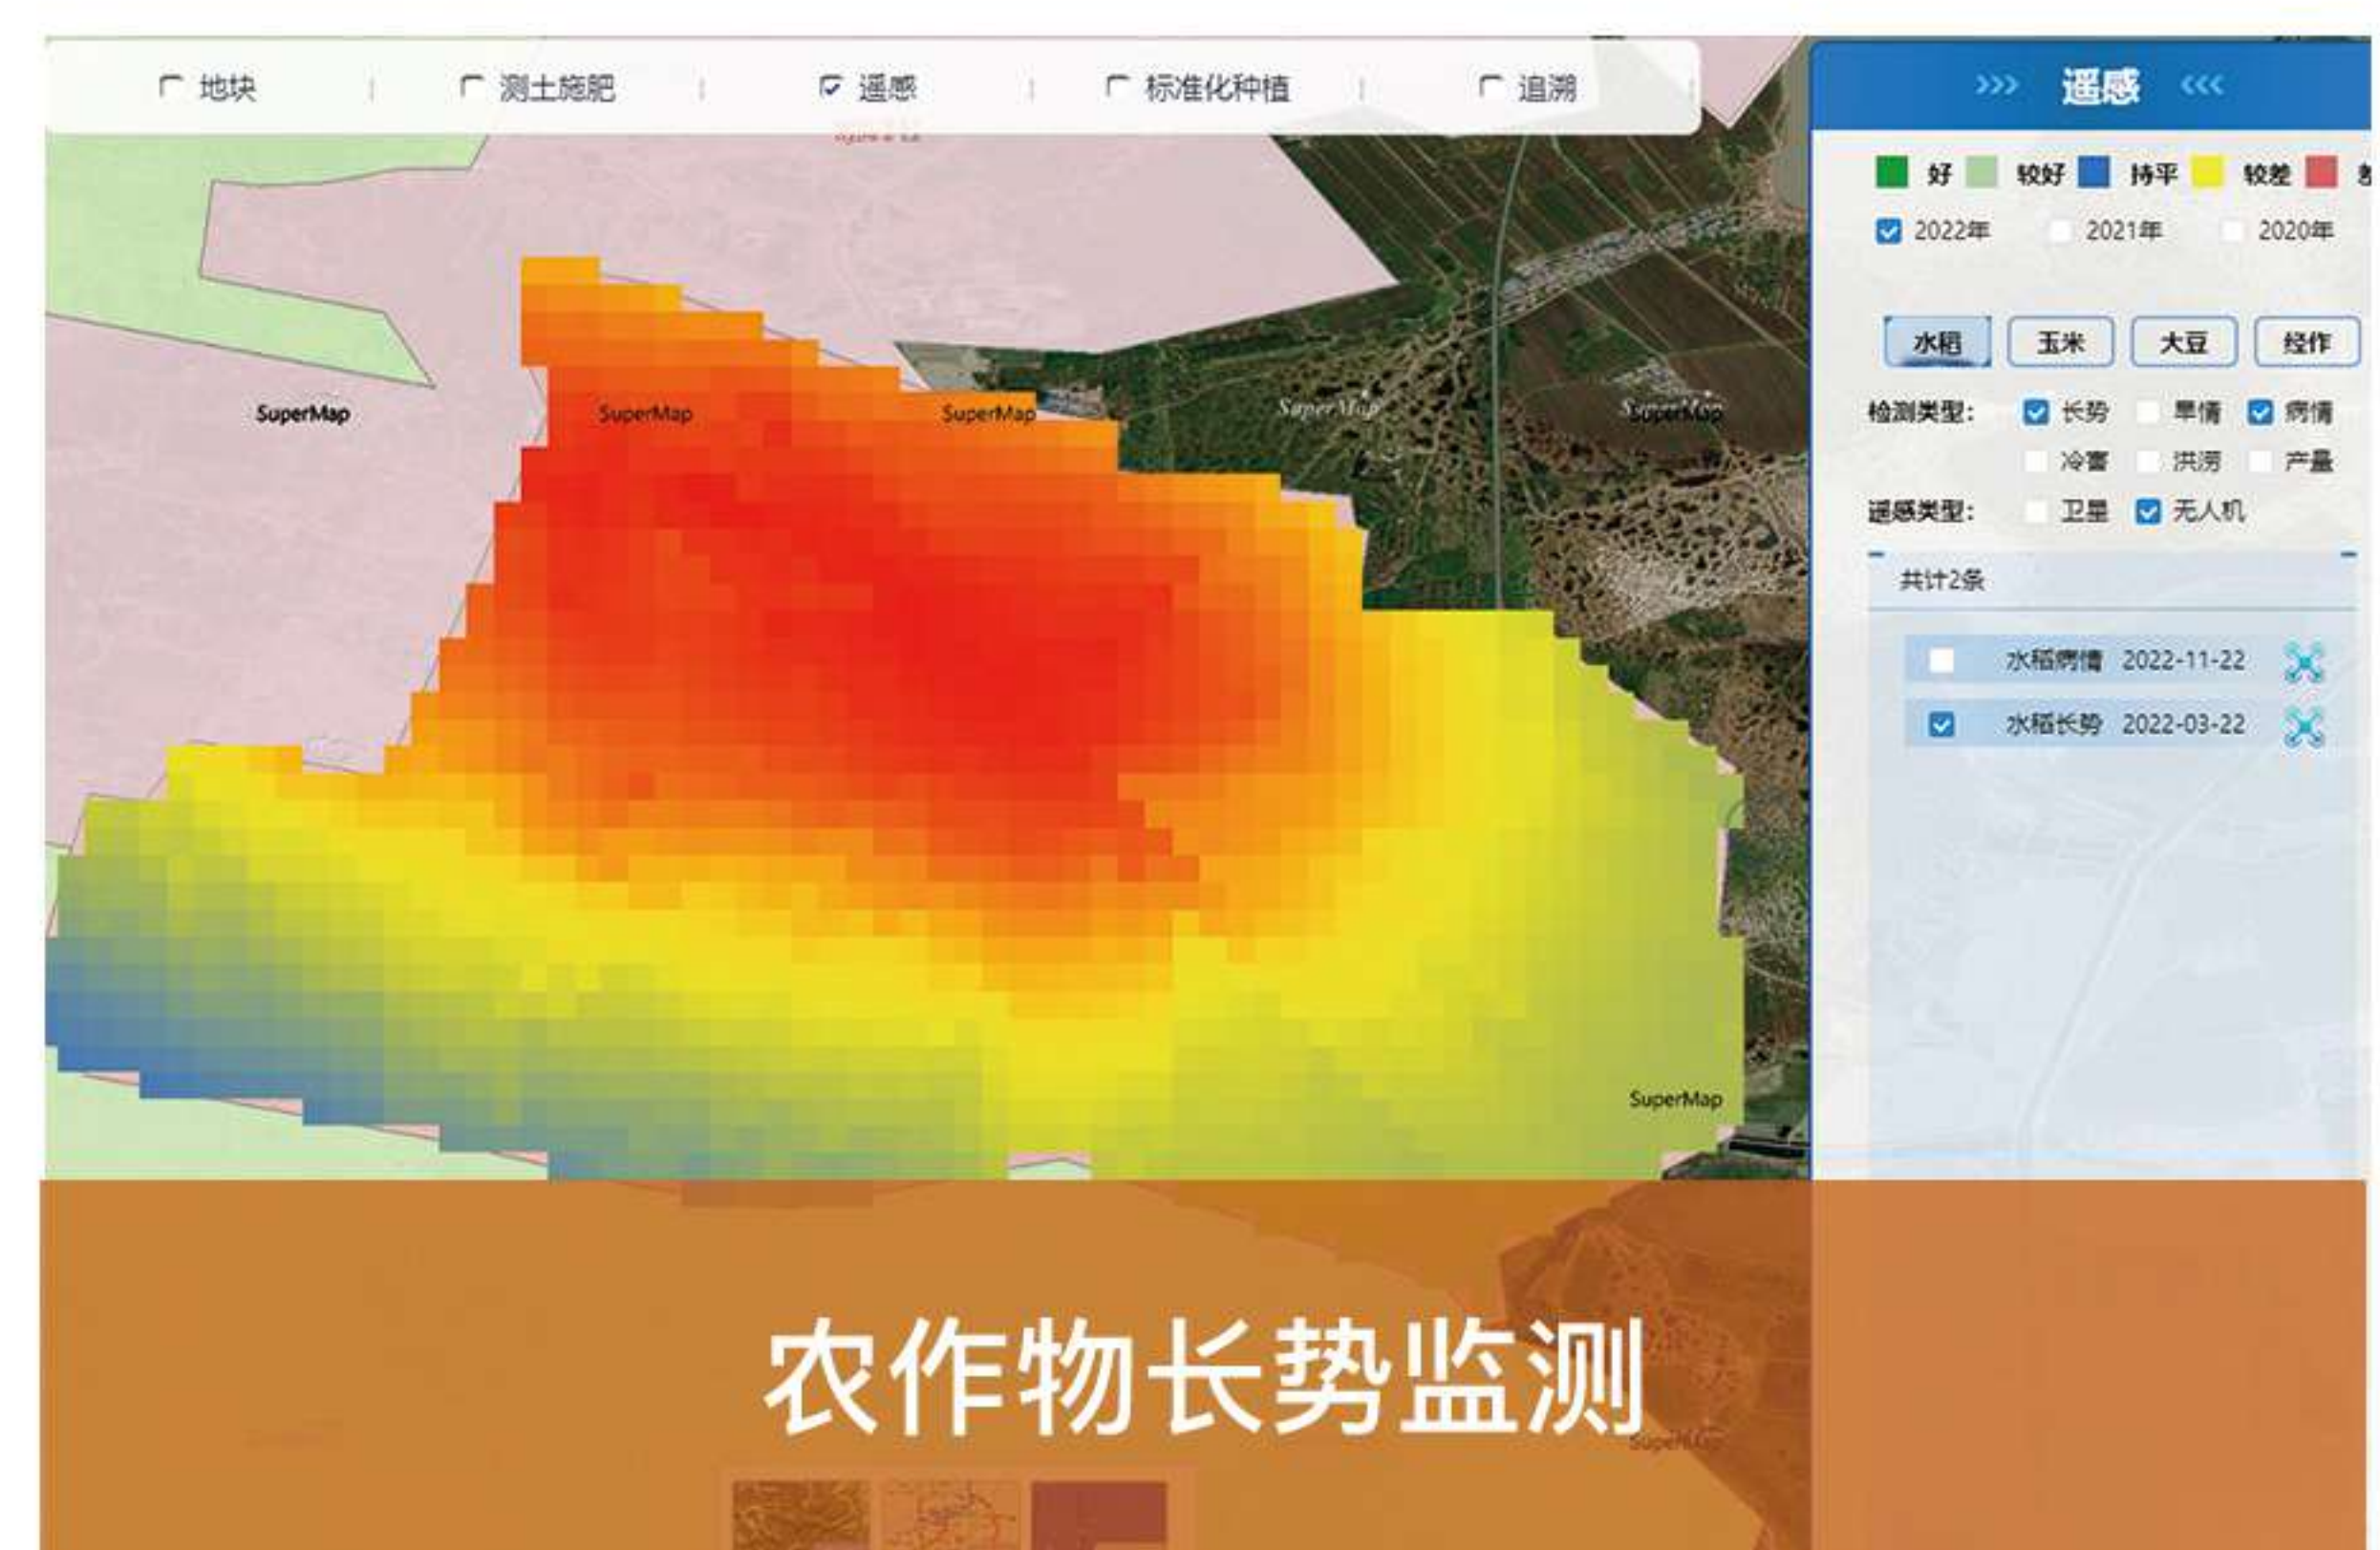 地块 测土施肥 遥感 标准化种植 追溯
>>> 遥感 <<<
好 较好 持平 较差
2022年 2021年 2020年
水稻 玉米 大豆 经作
检测类型： 长势 旱情 病情
冷害 洪涝 产量
遥感类型： 卫星 无人机
共计2条
水稻病情 2022-11-22
水稻长势 2022-03-22
SuperMap SuperMap SuperMap SuperMap SuperMap
SuperMap
农作物长势监测
SuperMap